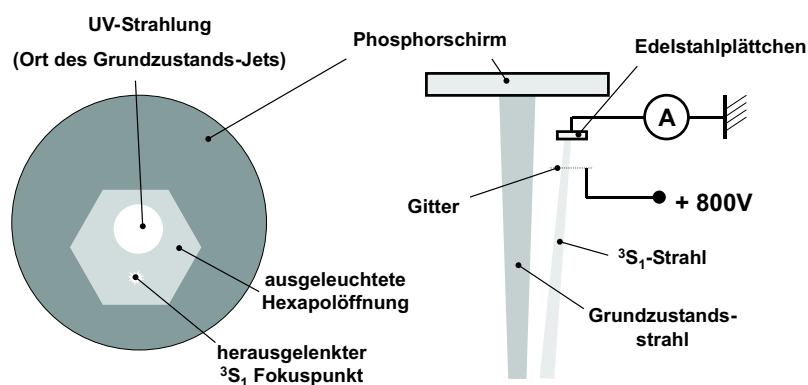 UV-Strahlung
(Ort des Grundzustands-Jets)
Phosphorschirm
Edelstahlplättchen
A
Gitter
+ 800V
³S₁-Strahl
ausgeleuchtete
Hexapolöffnung
Grundzustands-
strahl
herausgelenkter
³S₁ Fokuspunkt